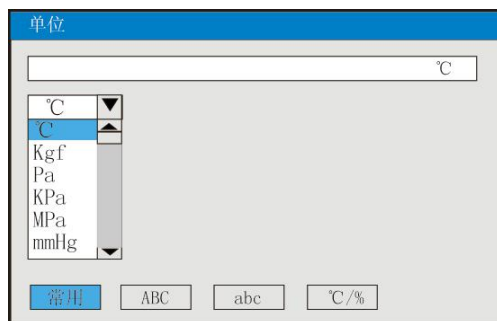 单位
℃
℃
℃
Kgf
Pa
KPa
MPa
mmHg
常用 ABC abc ℃/%